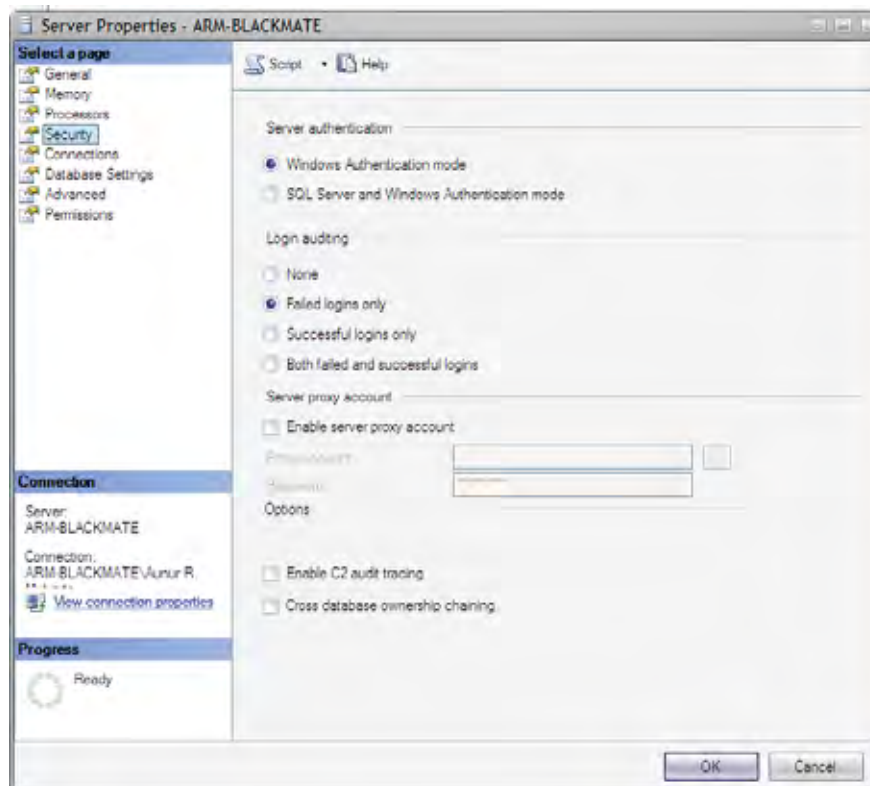 Server Properties - ARM-BLACKMATE
Select a page
General
Memory
Processors
Security
Connections
Database Settings
Advanced
Permissions
Connection
Server:
ARM-BLACKMATE
Connection:
ARM-BLACKMATE\Aunur R.
View connection properties
Progress
Ready
Script
Help
Server authentication
Windows Authentication mode
SQL Server and Windows Authentication mode
Login auditing
None
Failed logins only
Successful logins only
Both failed and successful logins
Server proxy account
Enable server proxy account
Options
Enable C2 audit tracing
Cross database ownership chaining
OK
Cancel